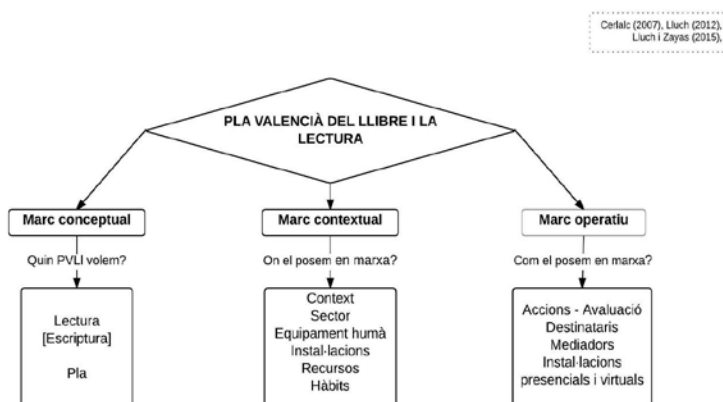 Cerlalc (2007), Lluch (2012),
Lluch i Zayas (2015),
PLA VALENCIÀ DEL LLIBRE I LA
LECTURA
Marc conceptual
Marc contextual
Marc operatiu
Quin PVLl volem?
On el posem en marxa?
Com el posem en marxa?
Lectura
[Escriptura]
Pla
Context
Sector
Equipament humà
Instal·lacions
Recursos
Hàbits
Accions - Avaluació
Destinataris
Mediadors
Instal·lacions
presencials i virtuals